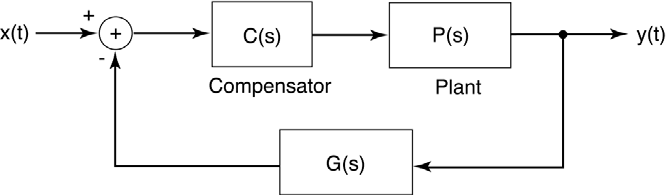 x(t)
+
+
-
C(s)
Compensator
P(s)
Plant
y(t)
G(s)